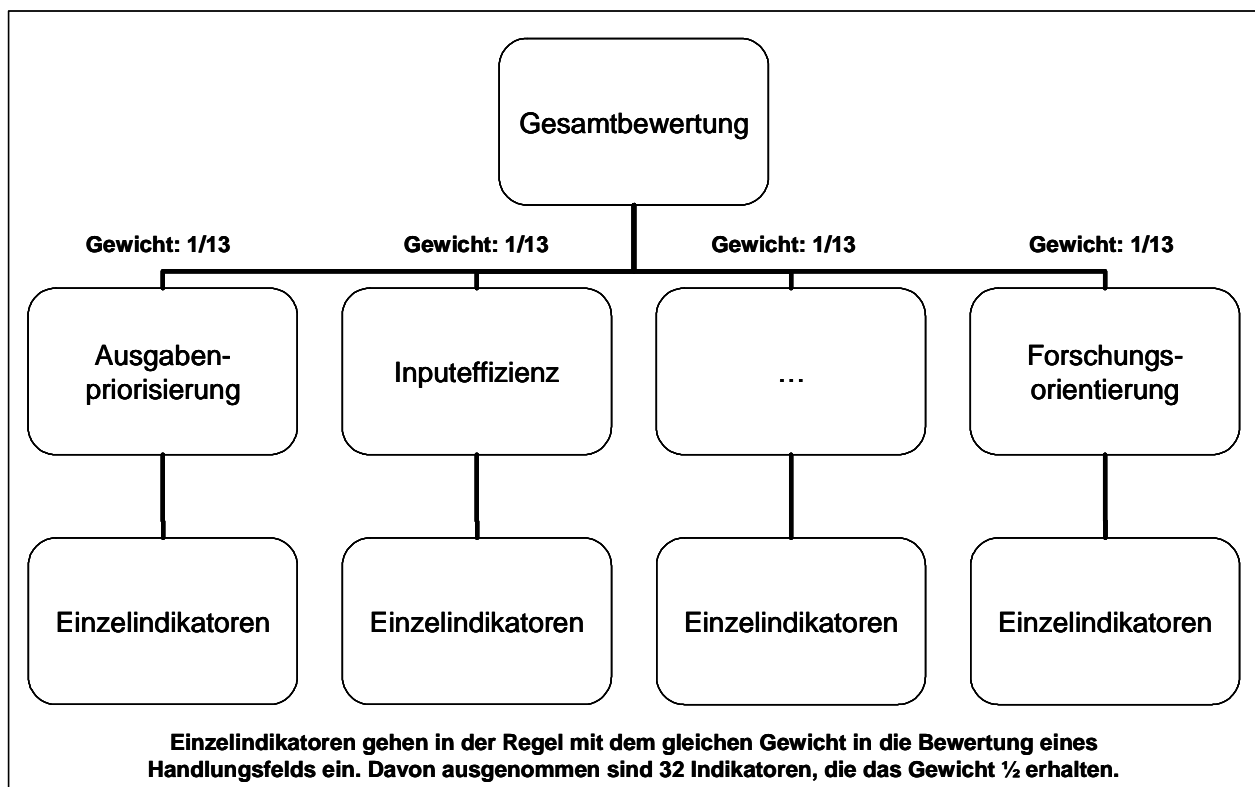 Gesamtbewertung
Gewicht: 1/13
Gewicht: 1/13
Gewicht: 1/13
Gewicht: 1/13
Ausgaben-
priorisierung
Inputeffizienz
...
Forschungs-
orientierung
Einzelindikatoren
Einzelindikatoren
Einzelindikatoren
Einzelindikatoren
Einzelindikatoren gehen in der Regel mit dem gleichen Gewicht in die Bewertung eines
Handlungsfelds ein. Davon ausgenommen sind 32 Indikatoren, die das Gewicht ½ erhalten.